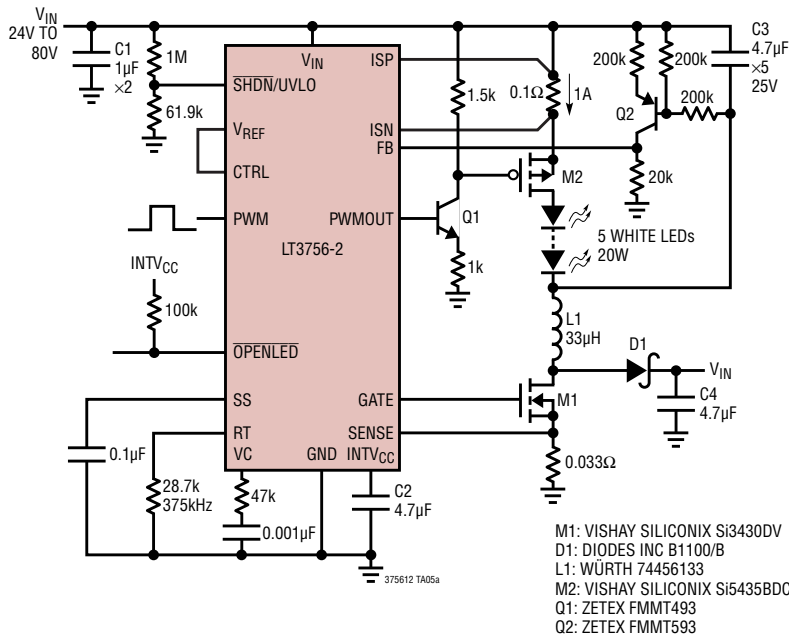 VIN
24V TO
80V
C1
1µF
×2
1M
61.9k
VIN
SHDN/UVLO
VREF
CTRL
PWM
INTVCC
100k
OPENLED
SS
RT
VC
GND
INTVCC
LT3756-2
ISP
ISN
FB
PWMOUT
GATE
SENSE
0.1µF
28.7k
375kHz
47k
0.001µF
C2
4.7µF
1.5k
Q1
1k
0.1Ω
1A
M2
5 WHITE LEDs
20W
200k
200k
Q2
200k
20k
C3
4.7µF
×5
25V
L1
33µH
D1
VIN
C4
4.7µF
M1
0.033Ω
375612 TA05a
M1: VISHAY SILICONIX Si3430DV
D1: DIODES INC B1100/B
L1: WÜRTH 74456133
M2: VISHAY SILICONIX Si5435BDC
Q1: ZETEX FMMT493
Q2: ZETEX FMMT593